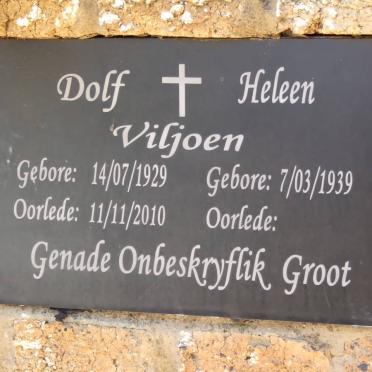 Dolf Heleen
Viljoen
Gebore: 14/07/1929 Gebore: 7/03/1939
Oorlede: 11/11/2010 Oorlede:
Genade Onbeskryflik Groot